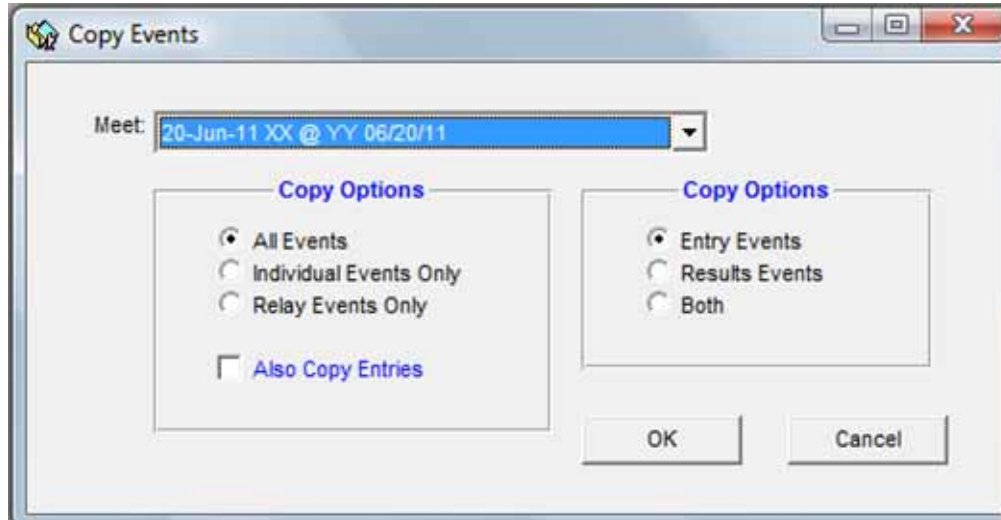 Copy Events
Meet: 20-Jun-11 XX @ YY 06/20/11
Copy Options
All Events
Individual Events Only
Relay Events Only
Also Copy Entries
Copy Options
Entry Events
Results Events
Both
OK
Cancel